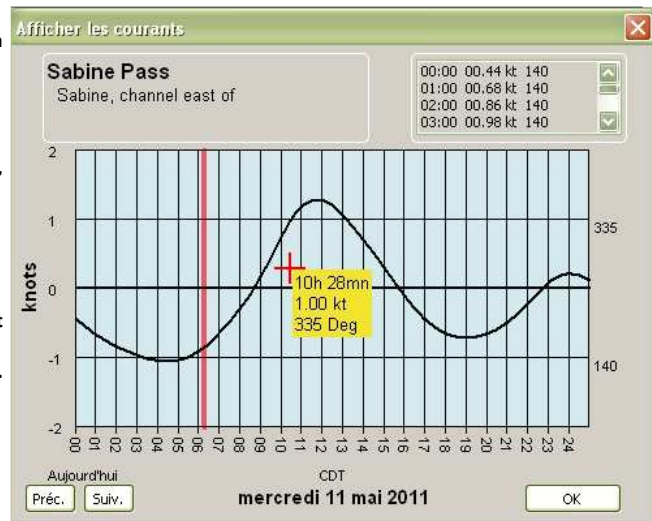 Afficher les courants
Sabine Pass
Sabine, channel east of
00:00 00.44 kt 140
01:00 00.68 kt 140
02:00 00.86 kt 140
03:00 00.98 kt 140
2
1
0
-1
-2
knots
335
140
10h 28mn
1.00 kt
335 Deg
00 01 02 03 04 05 06 07 08 09 10 11 12 13 14 15 16 17 18 19 20 21 22 23 24
Aujourd'hui
CDT
Préc. Suiv. mercredi 11 mai 2011 OK